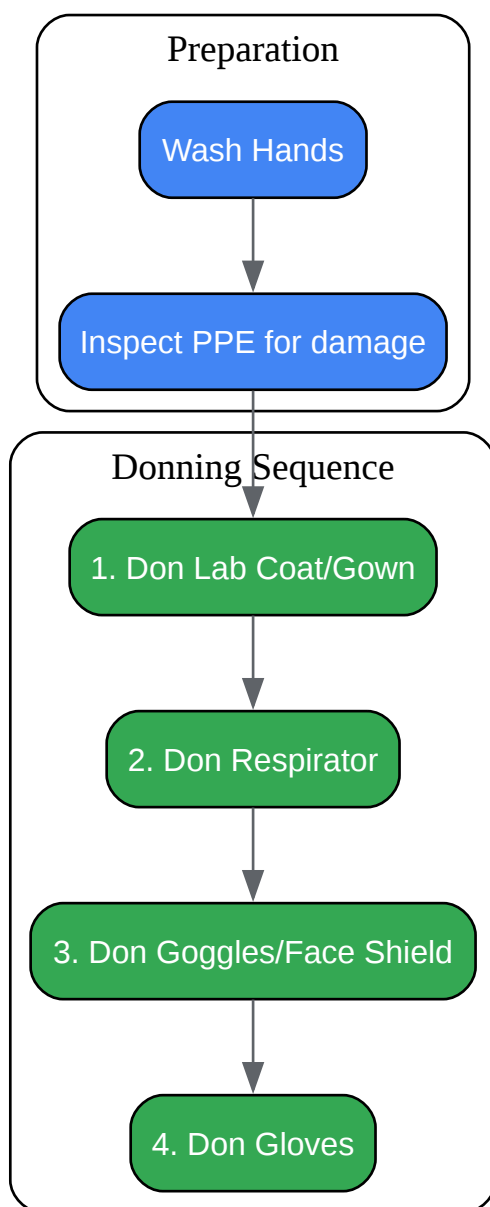 Preparation
Wash Hands
Inspect PPE for damage
Donning Sequence
1. Don Lab Coat/Gown
2. Don Respirator
3. Don Goggles/Face Shield
4. Don Gloves